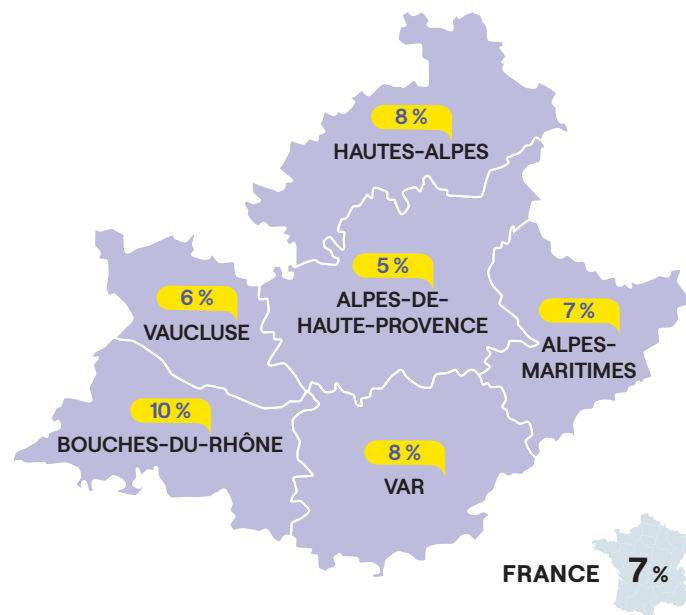 8 %
HAUTES-ALPES
5 %
ALPES-DE-
HAUTE-PROVENCE
6 %
VAUCLUSE
7 %
ALPES-
MARITIMES
10 %
BOUCHES-DU-RHÔNE
8 %
VAR
FRANCE 7 %